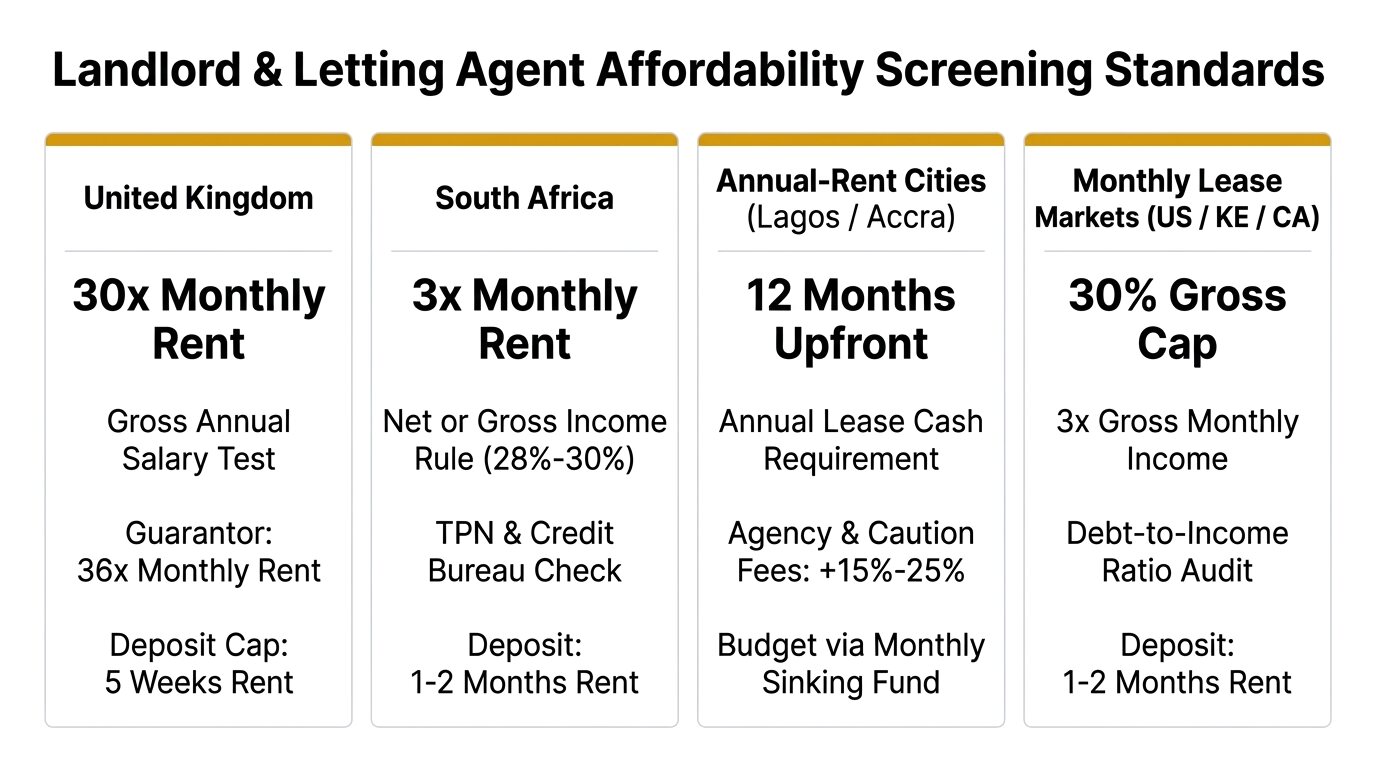 Landlord & Letting Agent Affordability Screening Standards
United Kingdom
30x Monthly
Rent
Gross Annual
Salary Test
Guarantor:
36x Monthly Rent
Deposit Cap:
5 Weeks Rent
South Africa
3x Monthly
Rent
Net or Gross Income
Rule (28%-30%)
TPN & Credit
Bureau Check
Deposit:
1-2 Months Rent
Annual-Rent Cities
(Lagos / Accra)
12 Months
Upfront
Annual Lease Cash
Requirement
Agency & Caution
Fees: +15%-25%
Budget via Monthly
Sinking Fund
Monthly Lease
Markets (US / KE / CA)
30% Gross
Cap
3x Gross Monthly
Income
Debt-to-Income
Ratio Audit
Deposit:
1-2 Months Rent